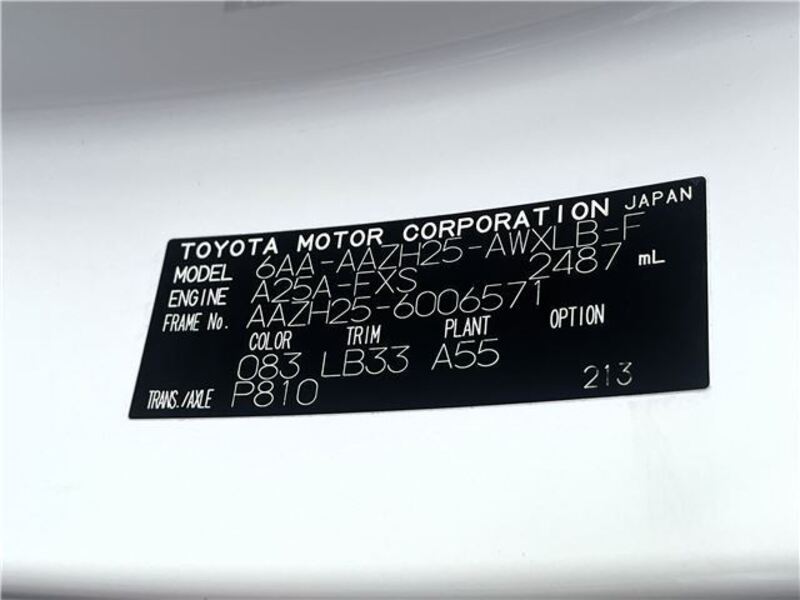 TOYOTA MOTOR CORPORATION JAPAN
MODEL 6AA-AAZH25-AWXLB-F
ENGINE A25A-FXS 2487 mL
FRAME No. AAZH25-6006571
COLOR TRIM PLANT OPTION
083 LB33 A55
TRANS./AXLE P810 213